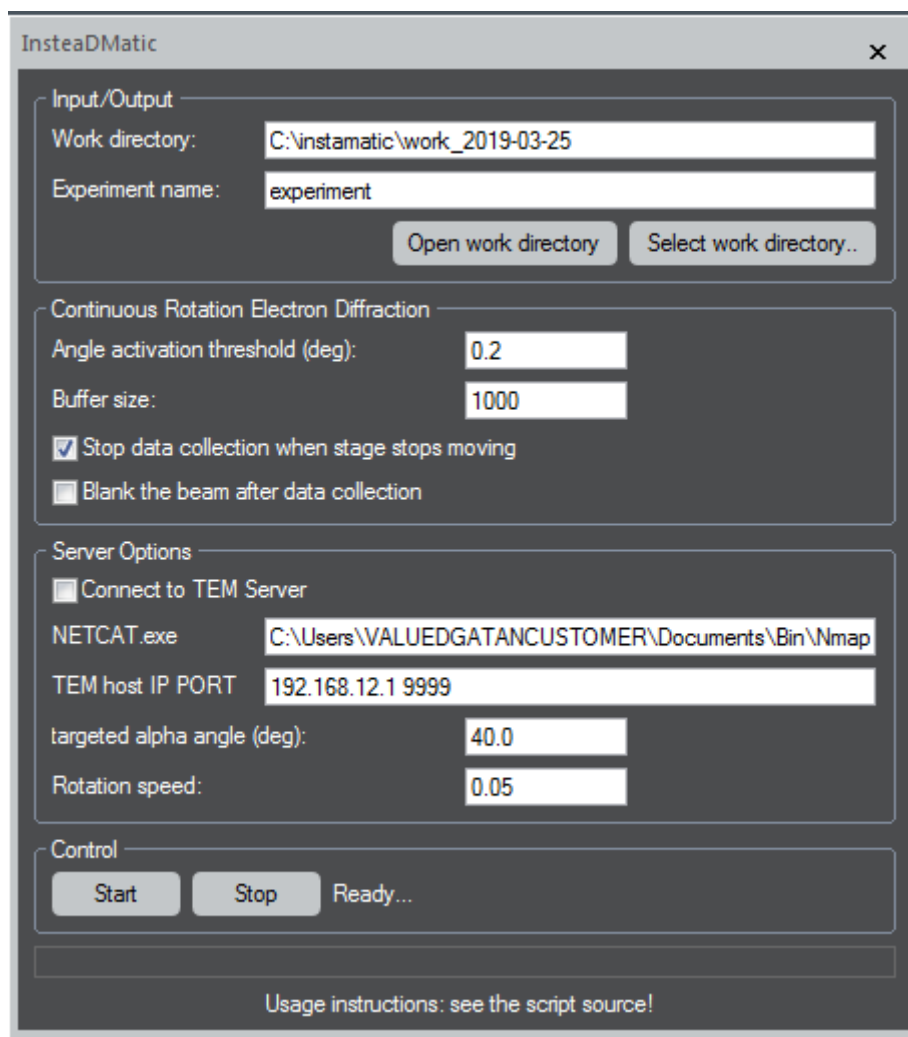 InsteaDMatic
Input/Output
Work directory: C:\instamatic\work_2019-03-25
Experiment name: experiment
Open work directory Select work directory..
Continuous Rotation Electron Diffraction
Angle activation threshold (deg): 0.2
Buffer size: 1000
Stop data collection when stage stops moving
Blank the beam after data collection
Server Options
Connect to TEM Server
NETCAT.exe C:\Users\VALUEDGATANCUSTOMER\Documents\Bin\Nmap
TEM host IP PORT 192.168.12.1 9999
targeted alpha angle (deg): 40.0
Rotation speed: 0.05
Control
Start Stop Ready...
Usage instructions: see the script source!